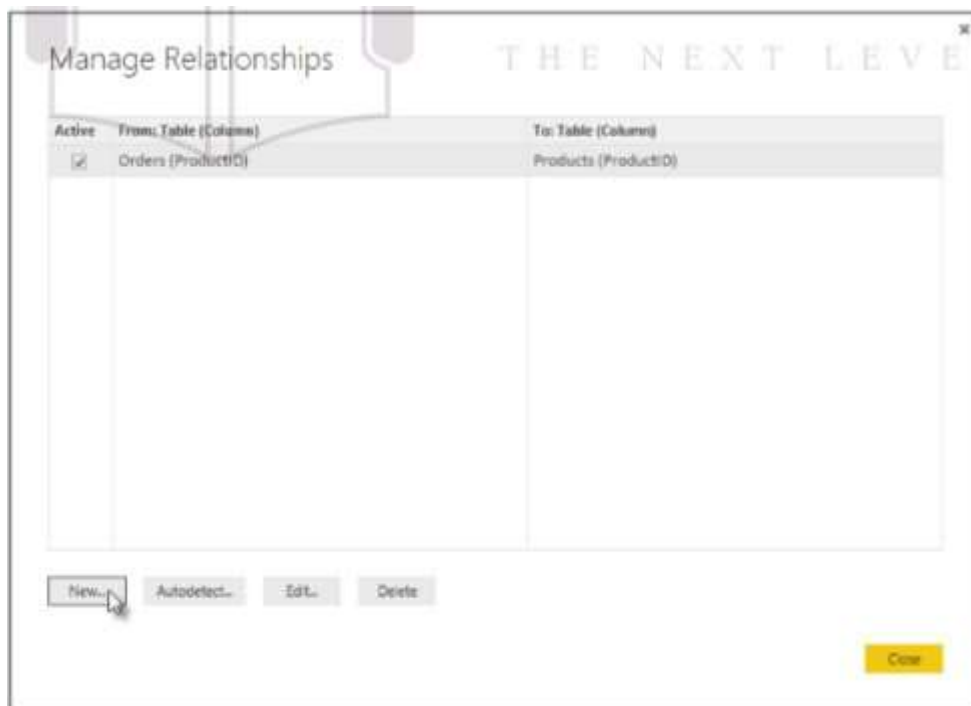 Manage Relationships
THE NEXT LEVE
Active From: Table (Column) To: Table (Column)
Orders (ProductID) Products (ProductID)
New... Autodetect... Edit... Delete
Close